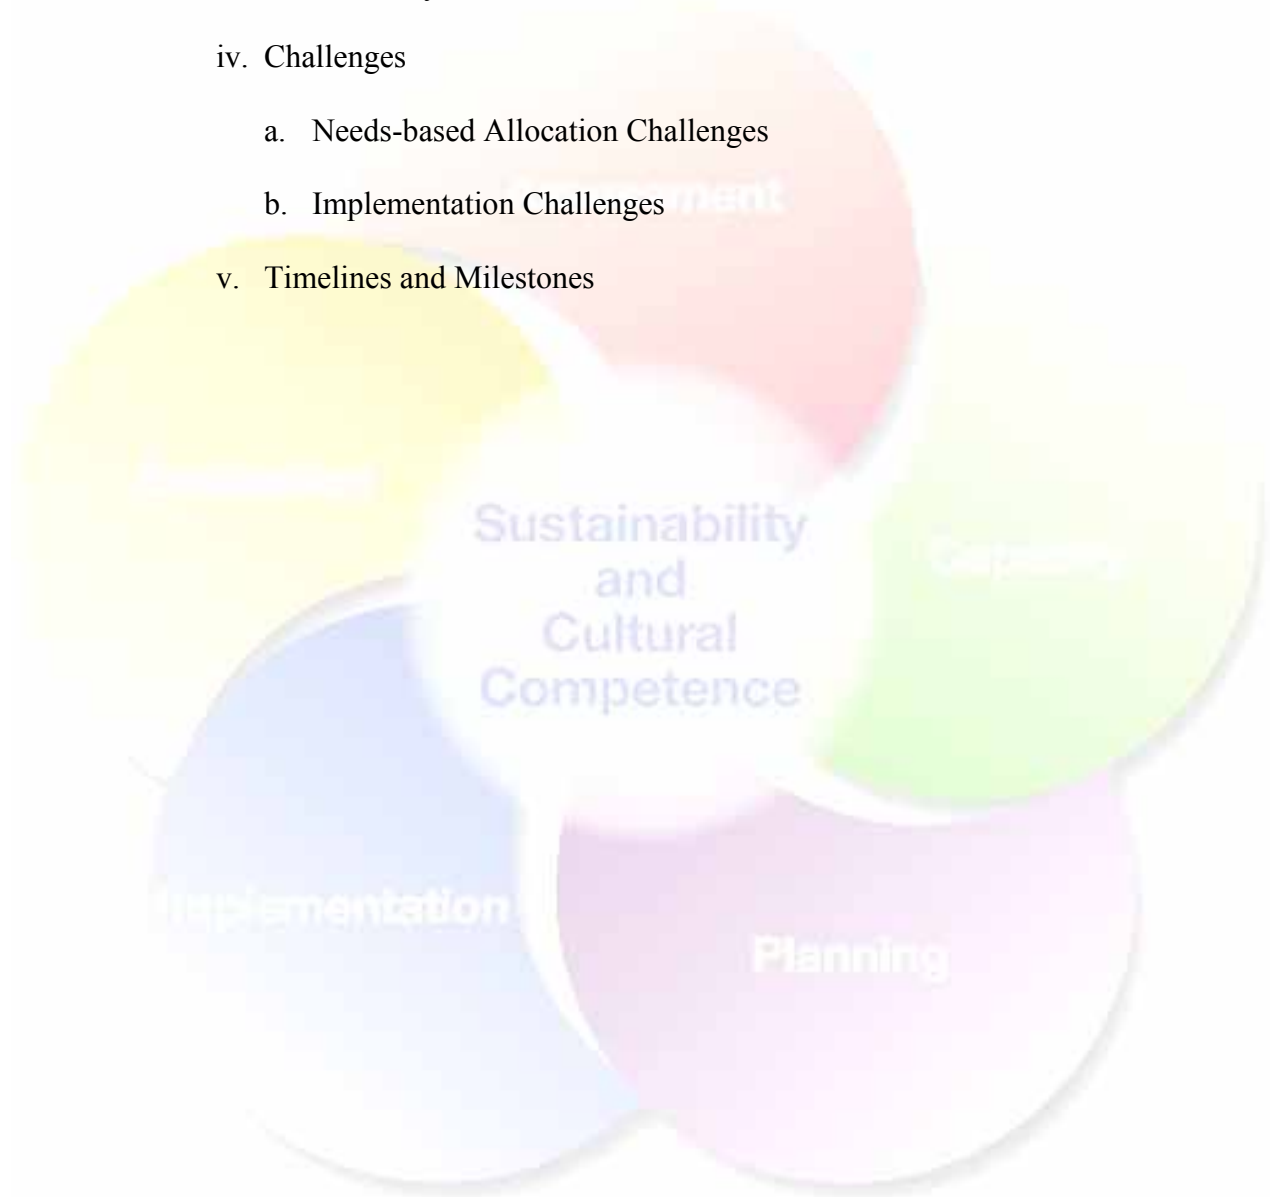 iv. Challenges
a. Needs-based Allocation Challenges
b. Implementation Challenges
v. Timelines and Milestones
Sustainability
and
Cultural
Competence
Implementation
Planning